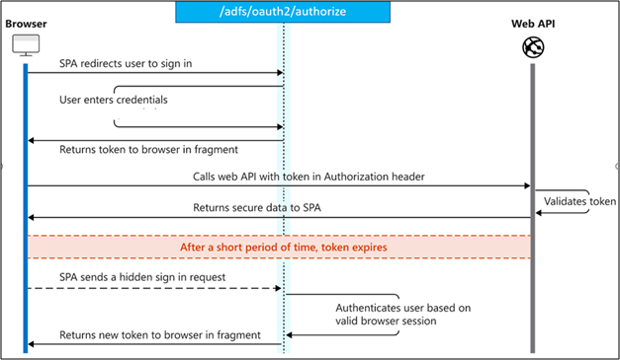 /adfs/oauth2/authorize
Browser
Web API
SPA redirects user to sign in
User enters credentials
Returns token to browser in fragment
Calls web API with token in Authorization header
Validates token
Returns secure data to SPA
After a short period of time, token expires
SPA sends a hidden sign in request
Authenticates user based on
valid browser session
Returns new token to browser in fragment